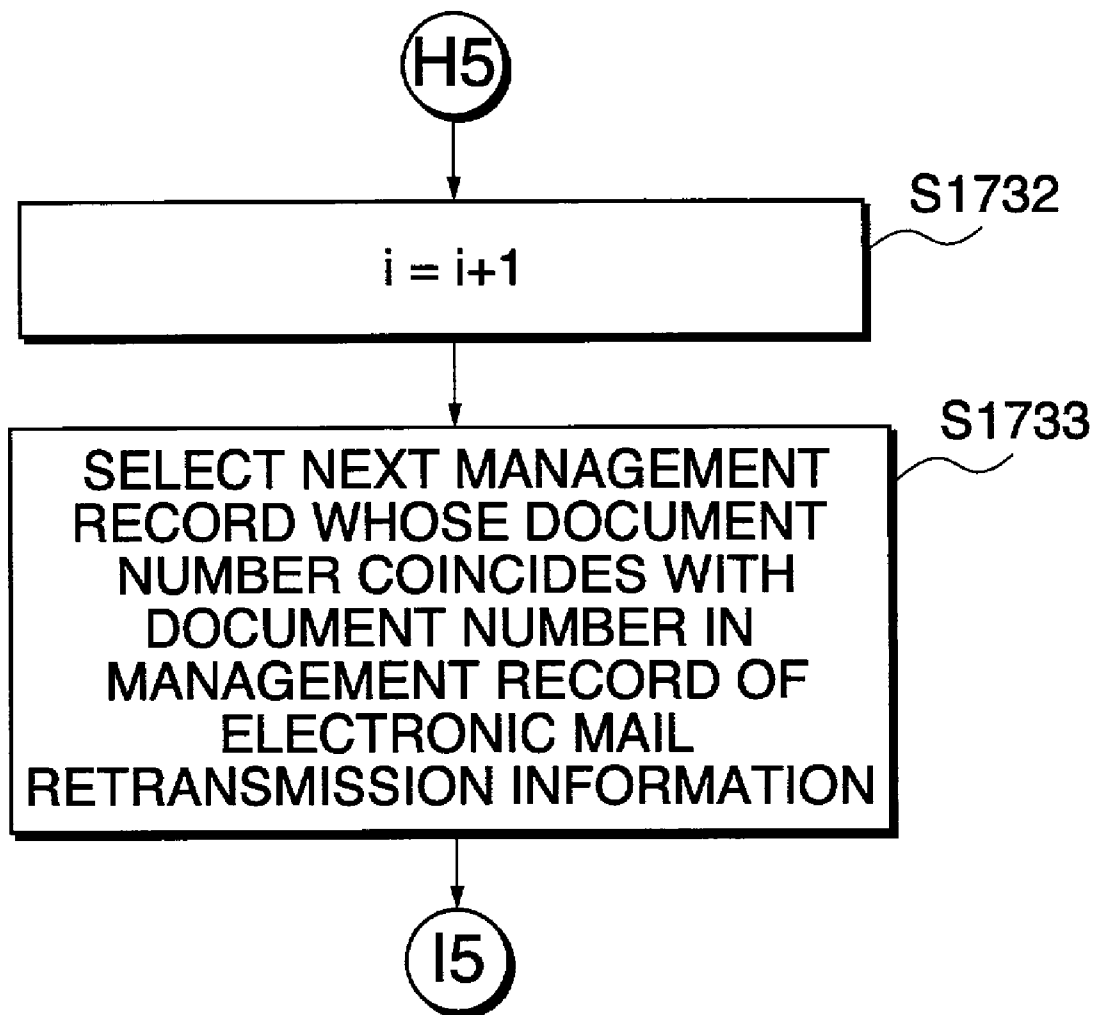 H5
S1732
i = i+1
S1733
SELECT NEXT MANAGEMENT
RECORD WHOSE DOCUMENT
NUMBER COINCIDES WITH
DOCUMENT NUMBER IN
MANAGEMENT RECORD OF
ELECTRONIC MAIL
RETRANSMISSION INFORMATION
I5